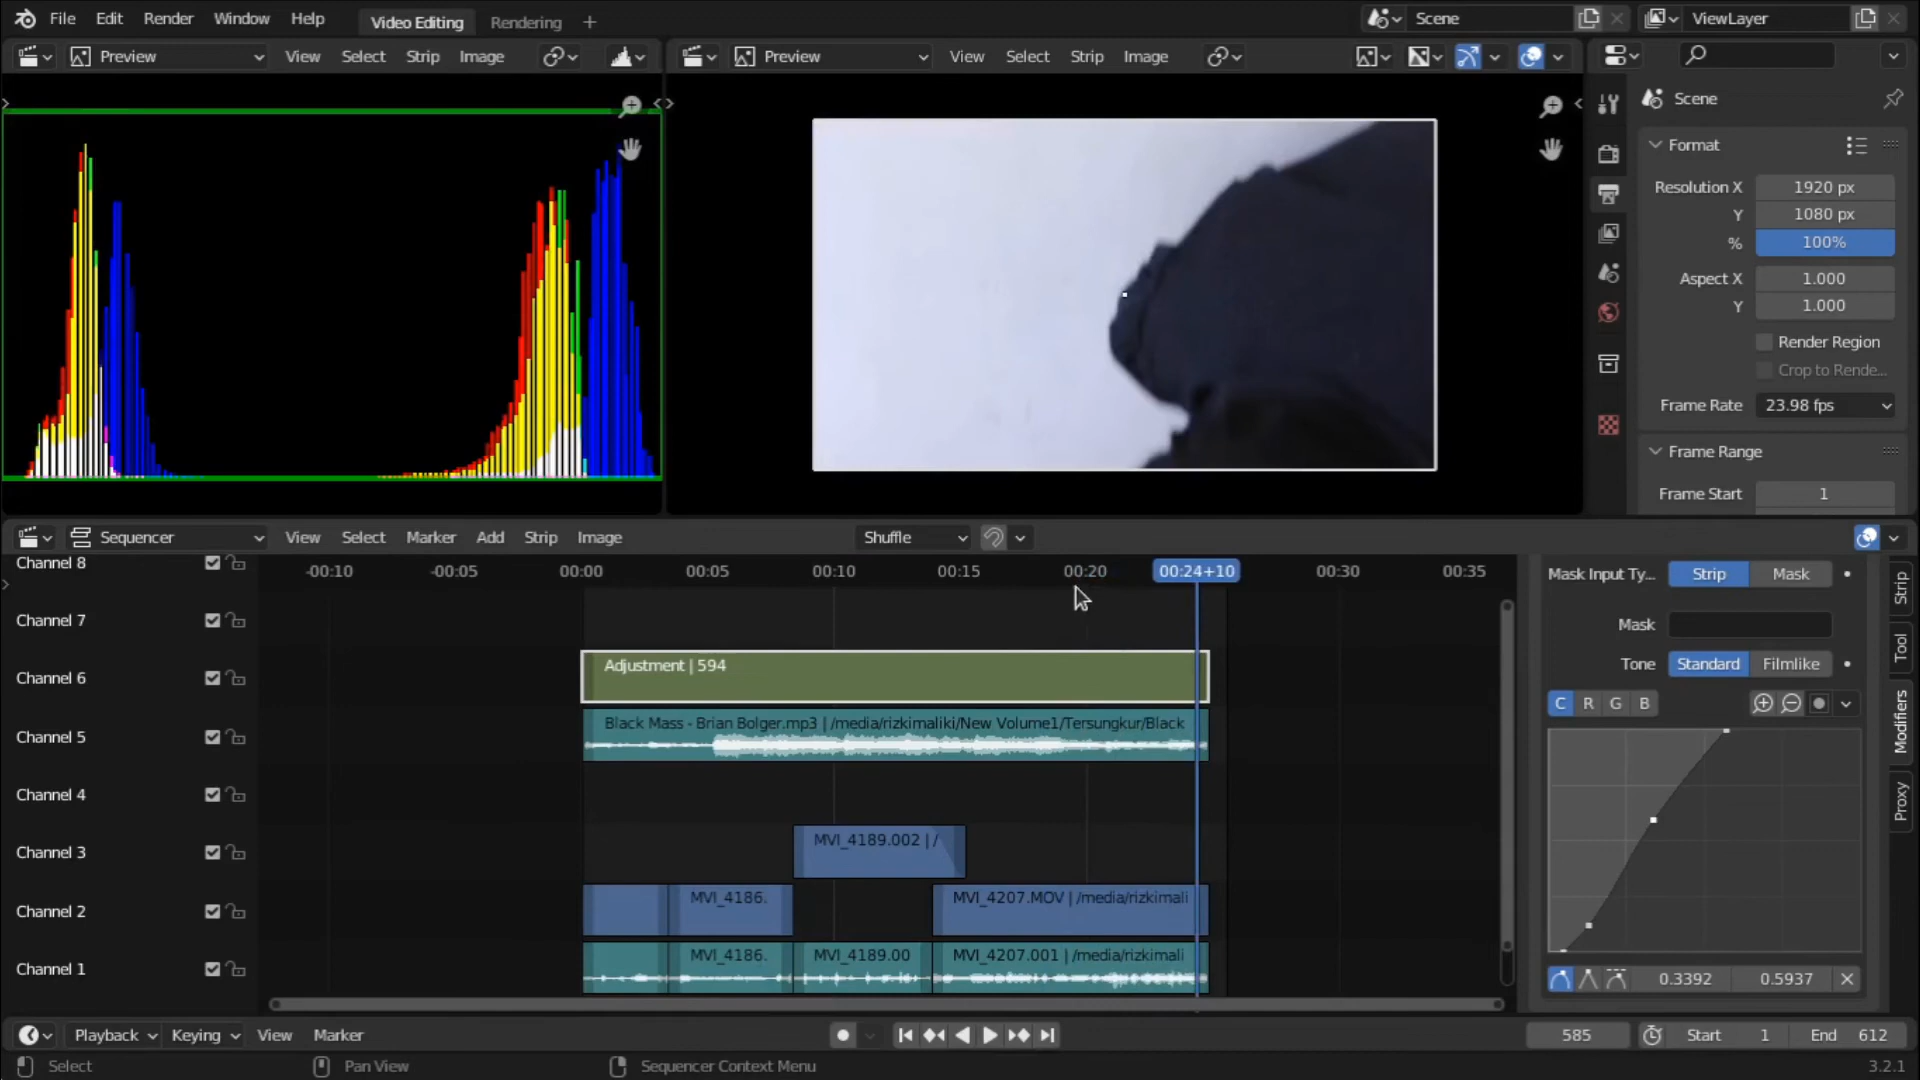 File Edit Render Window Help Video Editing Rendering + Scene ViewLayer
Preview View Select Strip Image
Preview View Select Strip Image
Scene
Format
Resolution X 1920 px
Y 1080 px
% 100%
Aspect X 1.000
Y 1.000
Render Region
Crop to Rende...
Frame Rate 23.98 fps
Frame Range
Frame Start 1
Sequencer View Select Marker Add Strip Image Shuffle
-00:10 -00:05 00:00 00:05 00:10 00:15 00:20 00:24+10 00:30 00:35
Channel 8
Channel 7
Channel 6
Channel 5
Channel 4
Channel 3
Channel 2
Channel 1
Adjustment | 594
Black Mass - Brian Bolger.mp3 | /media/rizkimaliki/New Volume1/Tersungkur/Black
MVI_4189.002 | /
MVI_4186. MVI_4207.MOV | /media/rizkimali
MVI_4186. MVI_4189.00 MVI_4207.001 | /media/rizkimali
Mask Input Ty... Strip Mask
Mask
Tone Standard Filmlike
C R G B
0.3392 0.5937
Strip
Tool
Modifiers
Proxy
Playback Keying View Marker 585 Start 1 End 612
Select Pan View Sequencer Context Menu 3.2.1